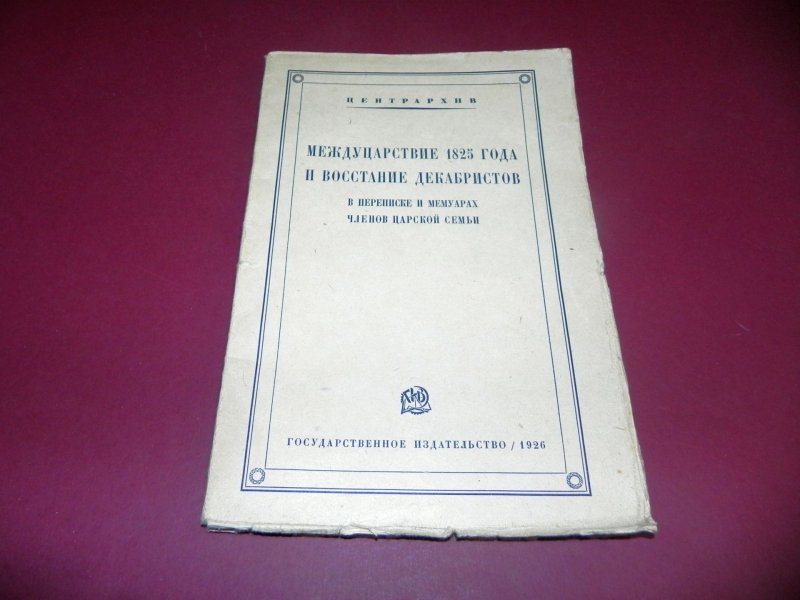 ЦЕНТРАРХИВ
МЕЖДУЦАРСТВИЕ 1825 ГОДА
И ВОССТАНИЕ ДЕКАБРИСТОВ
В ПЕРЕПИСКЕ И МЕМУАРАХ
ЧЛЕНОВ ЦАРСКОЙ СЕМЬИ
ГОСУДАРСТВЕННОЕ ИЗДАТЕЛЬСТВО / 1926